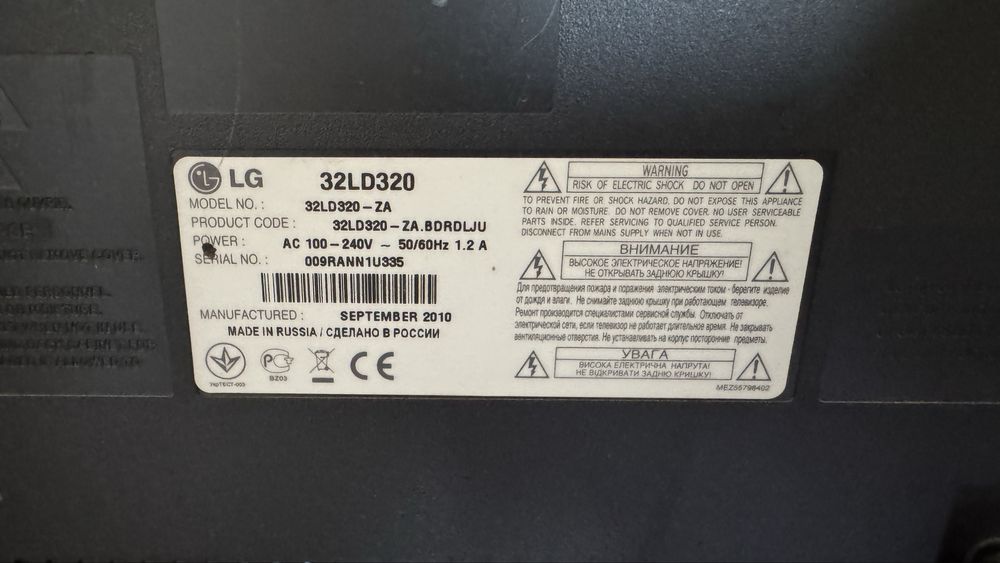 LG 32LD320
MODEL NO. : 32LD320-ZA
PRODUCT CODE : 32LD320-ZA.BDRDLJU
POWER : AC 100-240V ~ 50/60Hz 1.2 A
SERIAL NO. : 009RANN1U335
MANUFACTURED : SEPTEMBER 2010
MADE IN RUSSIA / СДЕЛАНО В РОССИИ
УкрТЕСТ-003
BZ03
CE
WARNING
RISK OF ELECTRIC SHOCK DO NOT OPEN
TO PREVENT FIRE OR SHOCK HAZARD, DO NOT EXPOSE THIS APPLIANCE
TO RAIN OR MOISTURE. DO NOT REMOVE COVER. NO USER SERVICEABLE
PARTS INSIDE. REFER SERVICING TO QUALIFIED SERVICE PERSON.
DISCONNECT FROM MAINS SUPPLY WHEN NOT IN USE.
ВНИМАНИЕ
ВЫСОКОЕ ЭЛЕКТРИЧЕСКОЕ НАПРЯЖЕНИЕ!
НЕ ОТКРЫВАТЬ ЗАДНЮЮ КРЫШКУ!
Для предотвращения пожара и поражения электрическим током - берегите изделие
от дождя и влаги. Не снимайте заднюю крышку при работающем телевизоре.
Ремонт производится специалистами сервисной службы. Отключайте от
электрической сети, если телевизор не работает длительное время. Не закрывать
вентиляционные отверстия. Не устанавливать на корпус посторонние предметы.
УВАГА
ВИСОКА ЕЛЕКТРИЧНА НАПРУГА!
НЕ ВІДКРИВАТИ ЗАДНЮ КРИШКУ!
MEZ55798402